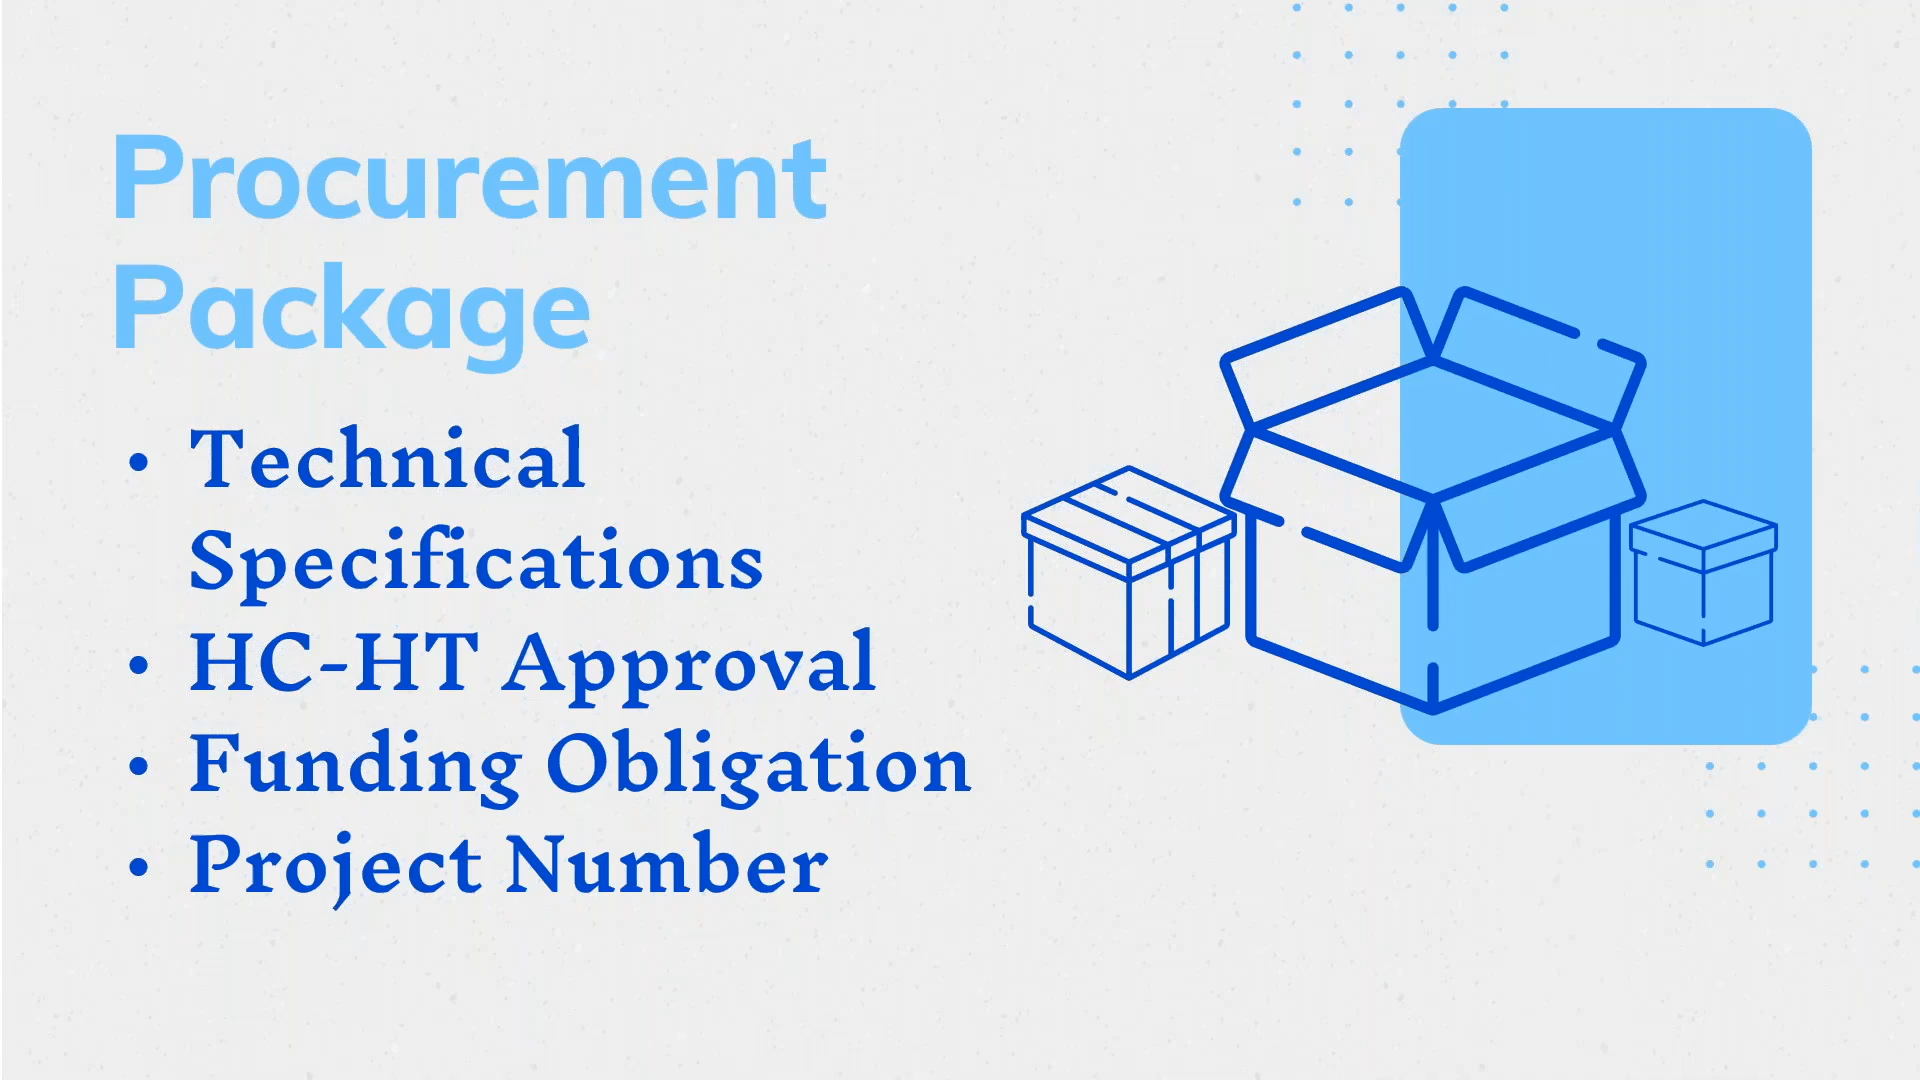 Procurement
Package
• Technical
Specifications
• HC-HT Approval
• Funding Obligation
• Project Number